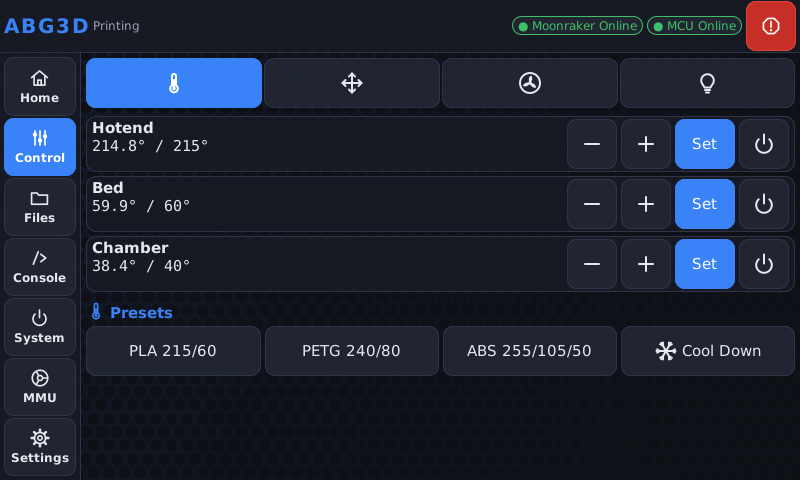 ABG3D Printing
Moonraker Online
MCU Online
Home
Control
Files
Console
System
MMU
Settings
Hotend
214.8° / 215°
Set
Bed
59.9° / 60°
Set
Chamber
38.4° / 40°
Set
Presets
PLA 215/60
PETG 240/80
ABS 255/105/50
Cool Down